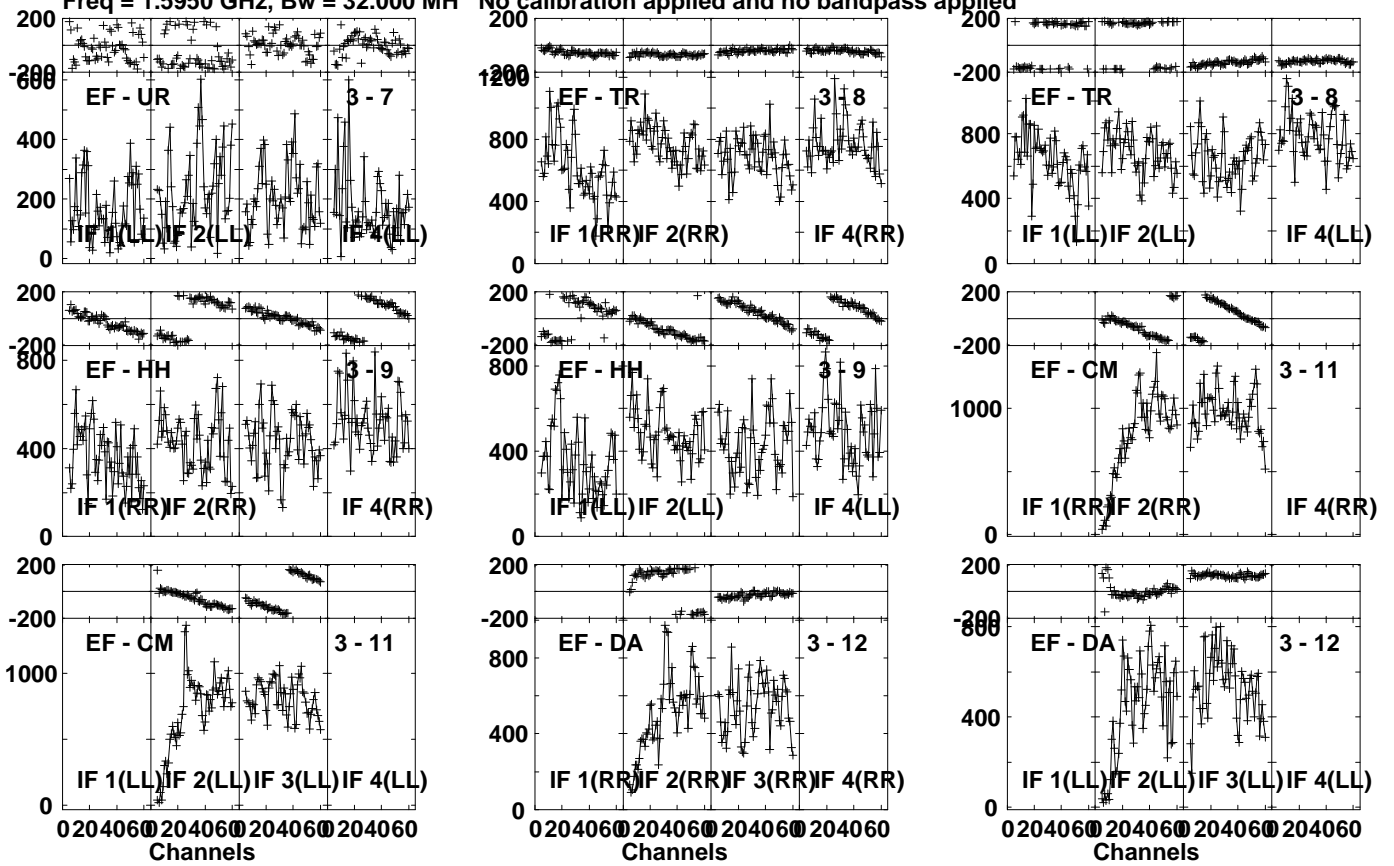 Freq = 1.5950 GHz, Bw = 32.000 MH No calibration applied and no bandpass applied
200 200 200
-200 -200 -200
600 1200
EF - UR 3 - 7 EF - TR 3 - 8 EF - TR 3 - 8
400 800 800
200 400 400
IF 1(LL) IF 2(LL) IF 4(LL) IF 1(RR) IF 2(RR) IF 4(RR) IF 1(LL) IF 2(LL) IF 4(LL)
0 0 0
200 200 200
-200 -200 -200
800 800
EF - HH 3 - 9 EF - HH 3 - 9 EF - CM 3 - 11
1000
400 400
IF 1(RR) IF 2(RR) IF 4(RR) IF 1(LL) IF 2(LL) IF 4(LL) IF 1(RR) IF 2(RR) IF 4(RR)
0 0 0
200 200 200
-200 -200 -200
800
EF - CM 3 - 11 EF - DA 3 - 12 EF - DA 3 - 12
1000 800
400 400
IF 1(LL) IF 2(LL) IF 3(LL) IF 4(LL) IF 1(RR) IF 2(RR) IF 3(RR) IF 4(RR) IF 1(LL) IF 2(LL) IF 3(LL) IF 4(LL)
0 0 0
0 20 40 60 0 20 40 60 0 20 40 60 0 20 40 60 0 20 40 60 0 20 40 60 0 20 40 60 0 20 40 60 0 20 40 60 0 20 40 60 0 20 40 60 0 20 40 60
Channels Channels Channels